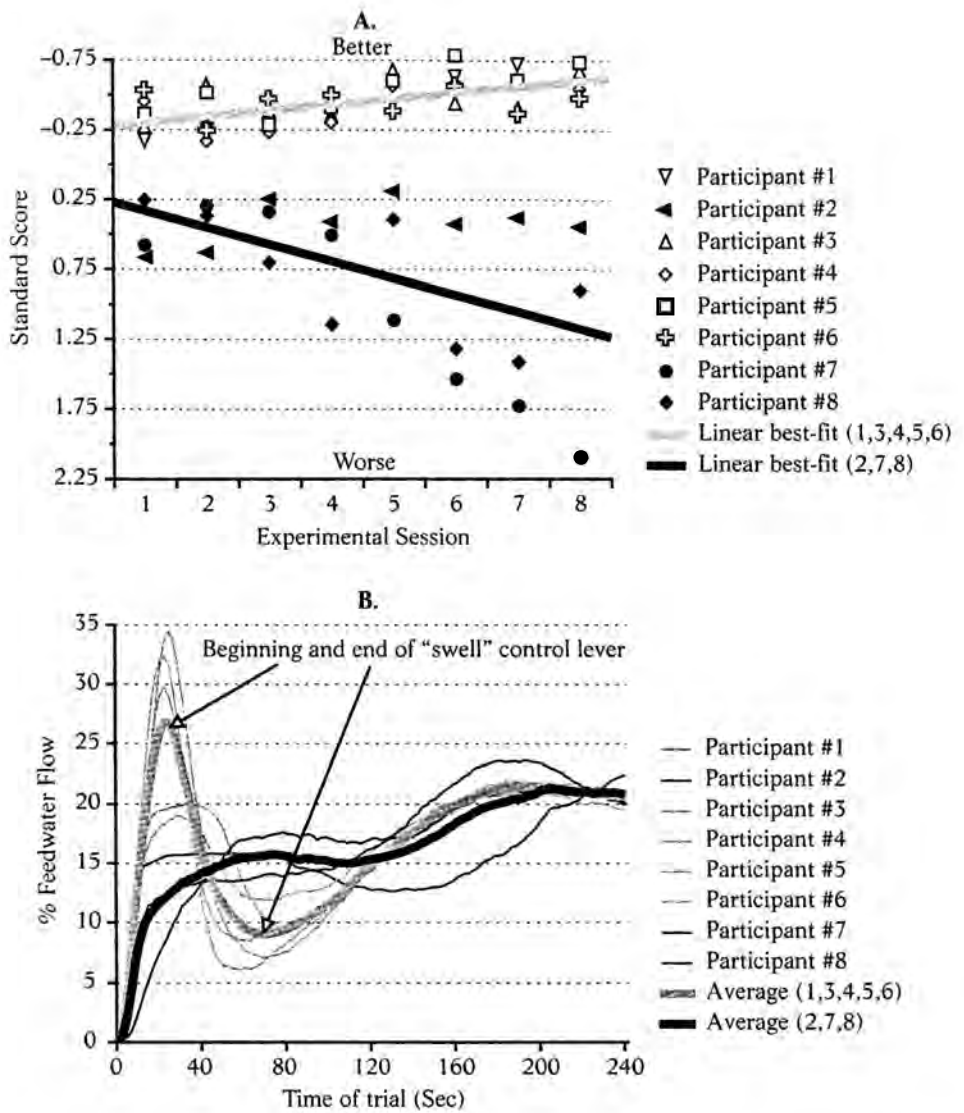 A.
Better
–0.75
–0.25
0.25
0.75
1.25
1.75
2.25
Standard Score
Worse
1 2 3 4 5 6 7 8
Experimental Session
Participant #1
Participant #2
Participant #3
Participant #4
Participant #5
Participant #6
Participant #7
Participant #8
Linear best-fit (1,3,4,5,6)
Linear best-fit (2,7,8)
B.
35
30
25
20
15
10
5
0
% Feedwater Flow
Beginning and end of “swell” control lever
0 40 80 120 160 200 240
Time of trial (Sec)
Participant #1
Participant #2
Participant #3
Participant #4
Participant #5
Participant #6
Participant #7
Participant #8
Average (1,3,4,5,6)
Average (2,7,8)